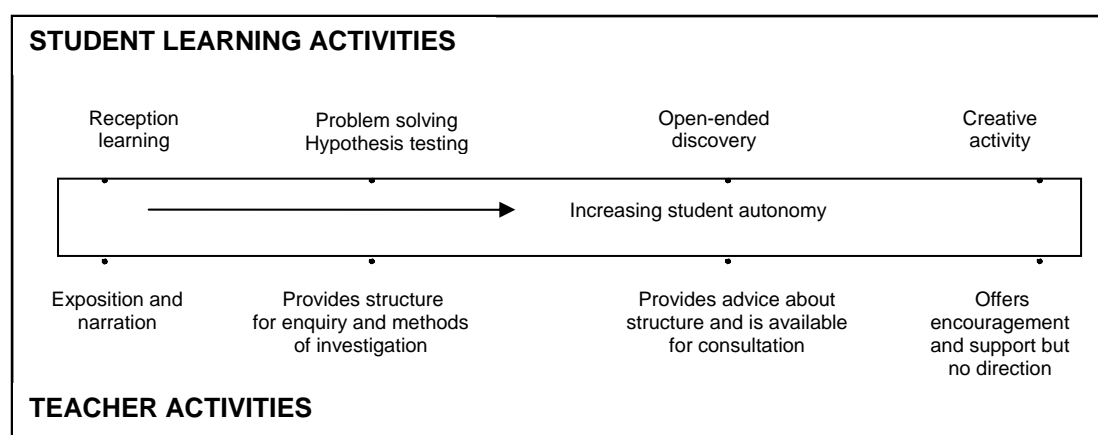 STUDENT LEARNING ACTIVITIES
Reception
learning
Problem solving
Hypothesis testing
Open-ended
discovery
Creative
activity
Increasing student autonomy
Exposition and
narration
Provides structure
for enquiry and methods
of investigation
Provides advice about
structure and is available
for consultation
Offers
encouragement
and support but
no direction
TEACHER ACTIVITIES